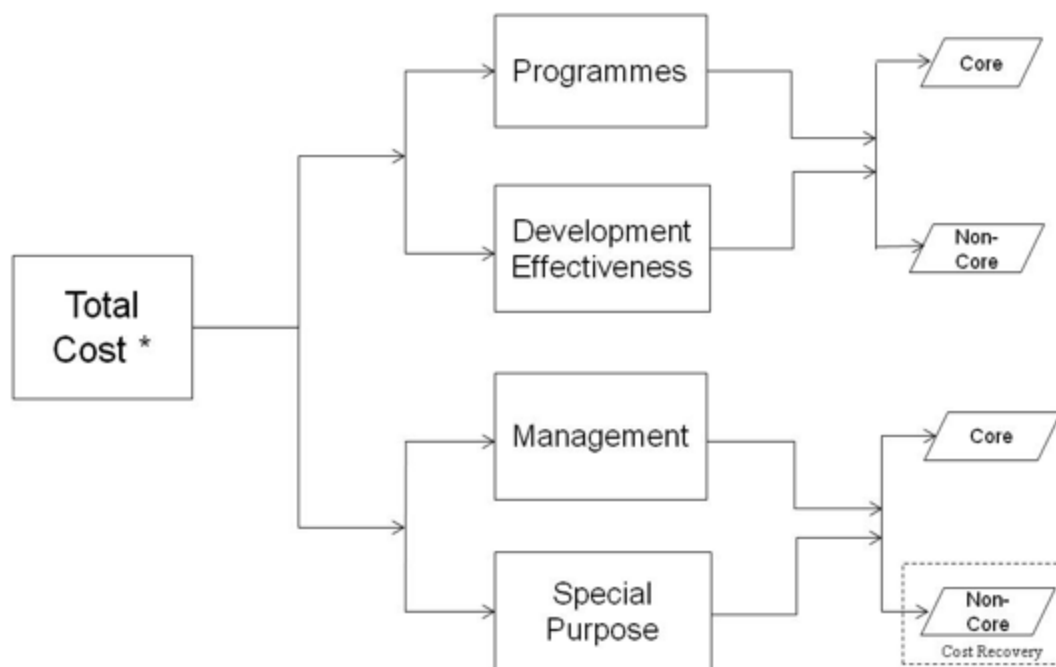 Programmes
Core
Development
Effectiveness
Non-
Core
Total
Cost *
Management
Core
Special
Purpose
Non-
Core
Cost Recovery